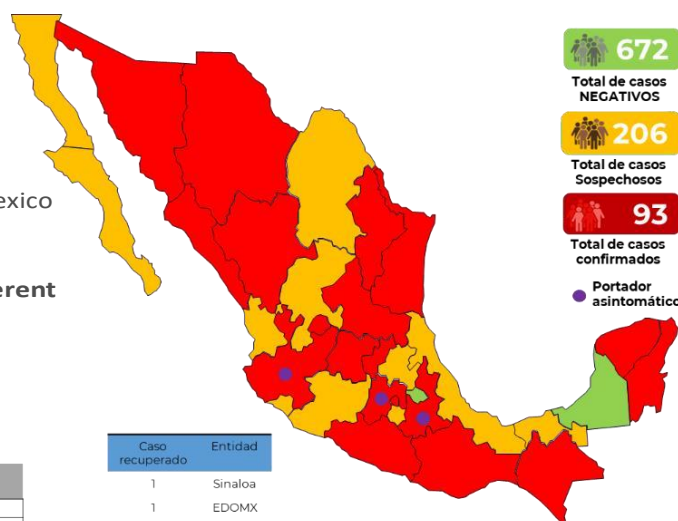 672
Total de casos
NEGATIVOS
206
Total de casos
Sospechosos
93
Total de casos
confirmados
Portador
asintomático
exico
erent
Caso recuperado Entidad
1 Sinaloa
1 EDOMX